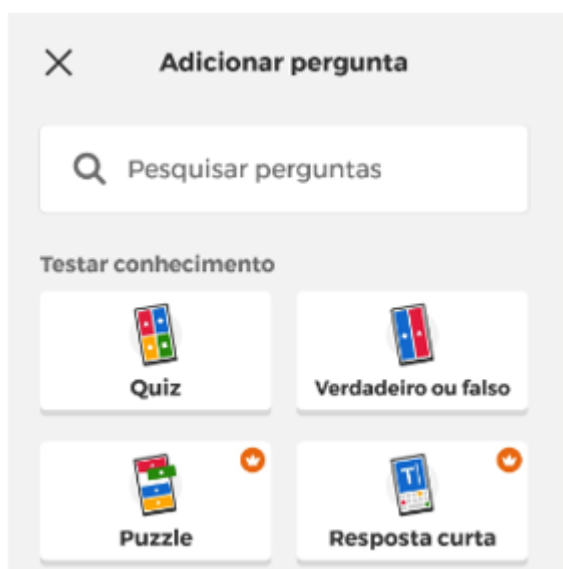 Adicionar pergunta
Pesquisar perguntas
Testar conhecimento
Quiz
Verdadeiro ou falso
Puzzle
Resposta curta